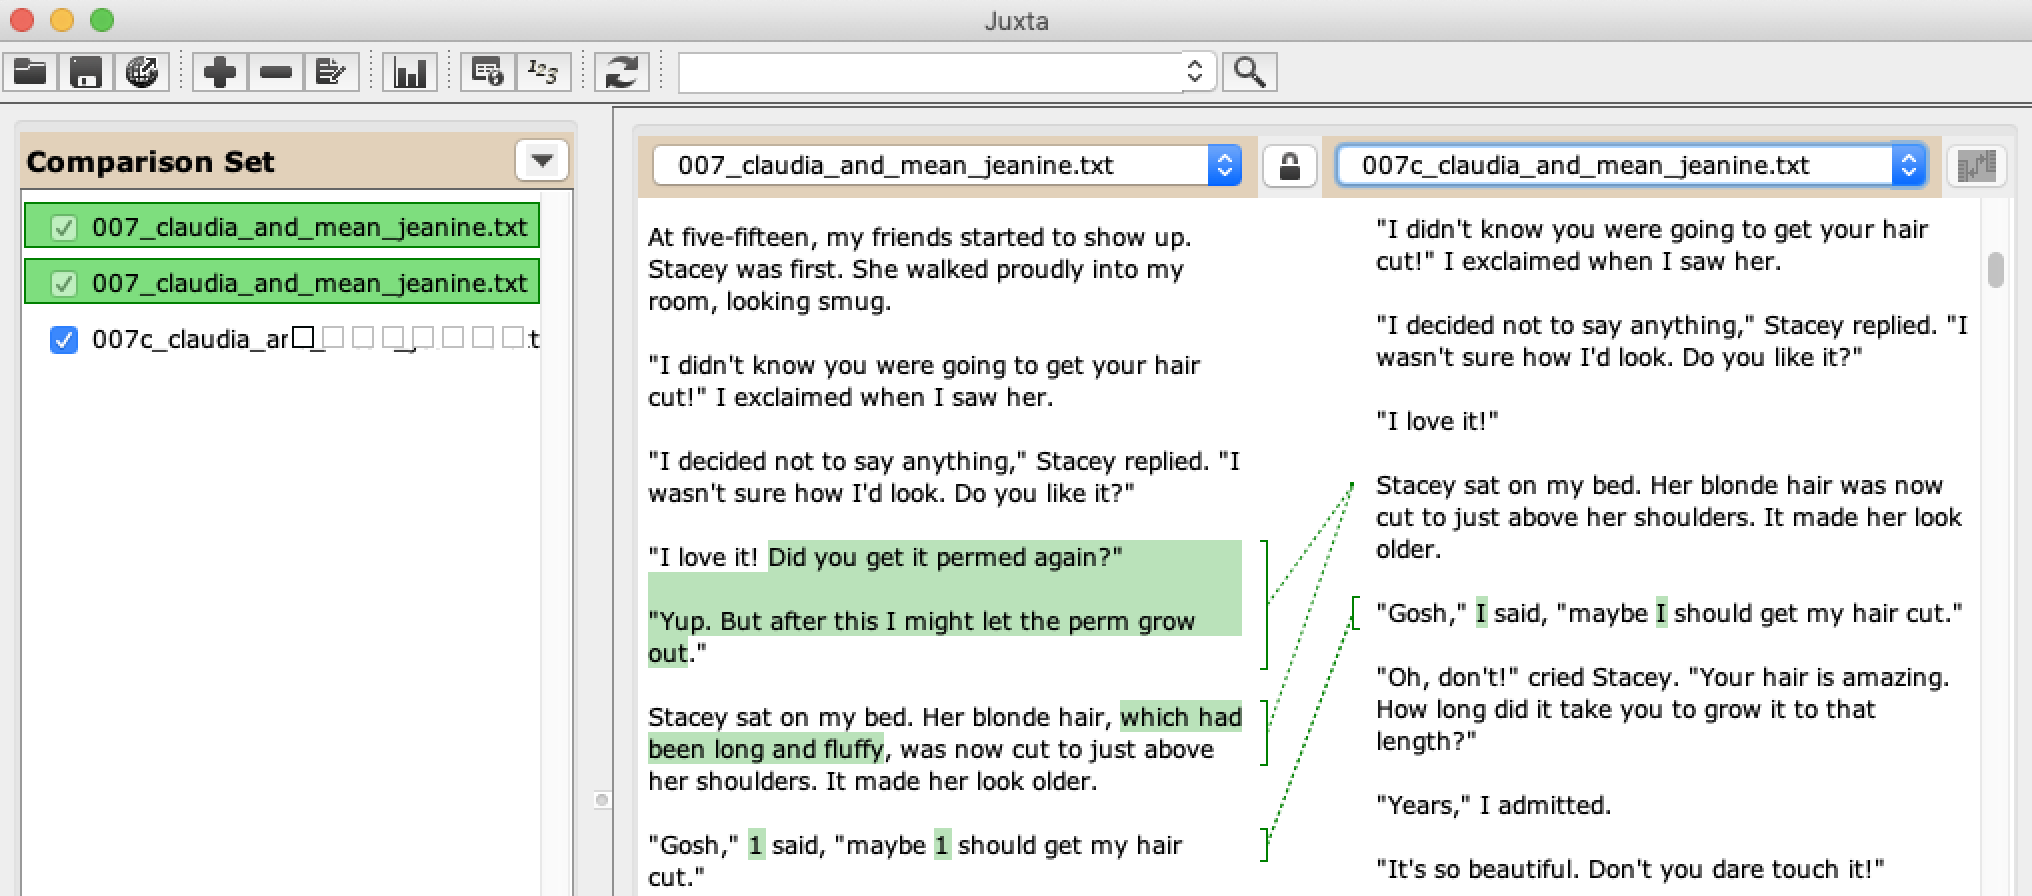 Juxta
123
Comparison Set
007_claudia_and_mean_jeanine.txt
007_claudia_and_mean_jeanine.txt
007c_claudia_ar
t
007_claudia_and_mean_jeanine.txt
At five-fifteen, my friends started to show up.
Stacey was first. She walked proudly into my
room, looking smug.
"I didn't know you were going to get your hair
cut!" I exclaimed when I saw her.
"I decided not to say anything," Stacey replied. "I
wasn't sure how I'd look. Do you like it?"
"I love it! Did you get it permed again?"
"Yup. But after this I might let the perm grow
out."
Stacey sat on my bed. Her blonde hair, which had
been long and fluffy, was now cut to just above
her shoulders. It made her look older.
"Gosh," 1 said, "maybe 1 should get my hair
cut."
007c_claudia_and_mean_jeanine.txt
"I didn't know you were going to get your hair
cut!" I exclaimed when I saw her.
"I decided not to say anything," Stacey replied. "I
wasn't sure how I'd look. Do you like it?"
"I love it!"
Stacey sat on my bed. Her blonde hair was now
cut to just above her shoulders. It made her look
older.
"Gosh," I said, "maybe I should get my hair cut."
"Oh, don't!" cried Stacey. "Your hair is amazing.
How long did it take you to grow it to that
length?"
"Years," I admitted.
"It's so beautiful. Don't you dare touch it!"